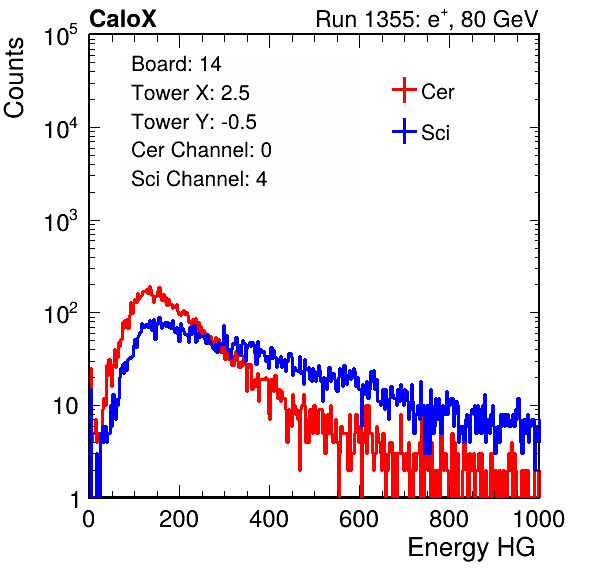 CaloX Run 1355: e⁺, 80 GeV
Counts
10⁵
10⁴
10³
10²
10
1
Board: 14
Tower X: 2.5
Tower Y: -0.5
Cer Channel: 0
Sci Channel: 4
Cer
Sci
0 200 400 600 800 1000
Energy HG